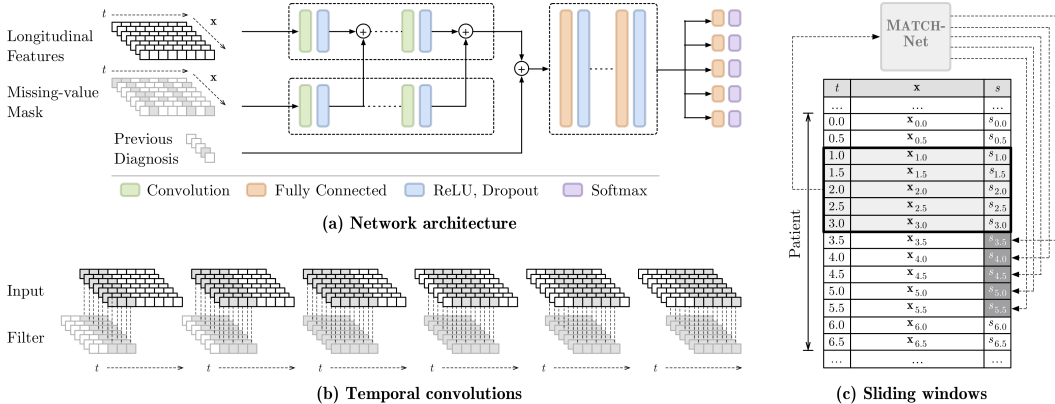 t
x
Longitudinal
Features
t
x
Missing-value
Mask
Previous
Diagnosis
+
+
+
Convolution
Fully Connected
ReLU, Dropout
Softmax
(a) Network architecture
Input
Filter
t
t
t
t
t
t
(b) Temporal convolutions
MATCH-
Net
t x s
... ... ...
0.0 x0.0 s0.0
0.5 x0.5 s0.5
1.0 x1.0 s1.0
1.5 x1.5 s1.5
2.0 x2.0 s2.0
2.5 x2.5 s2.5
3.0 x3.0 s3.0
3.5 x3.5 s3.5
4.0 x4.0 s4.0
4.5 x4.5 s4.5
5.0 x5.0 s5.0
5.5 x5.5 s5.5
6.0 x6.0 s6.0
6.5 x6.5 s6.5
... ... ...
Patient
(c) Sliding windows